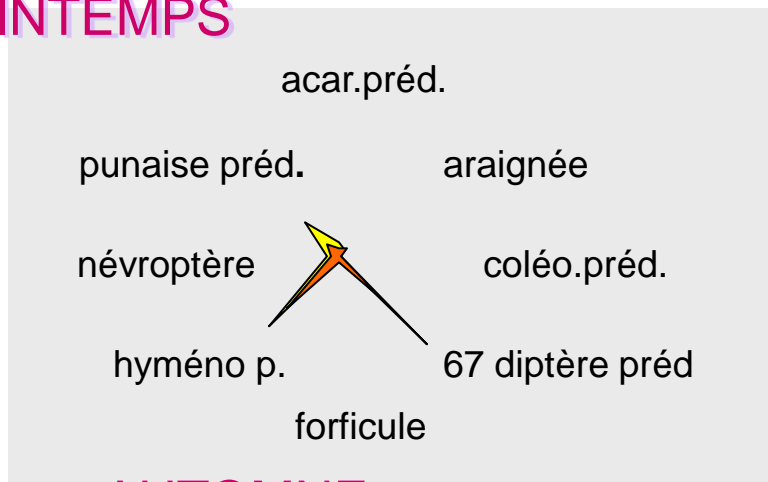 INTEMPS
acar.préd.
punaise préd. araignée
névroptère coléo.préd.
hyméno p. 67 diptère préd
forficule